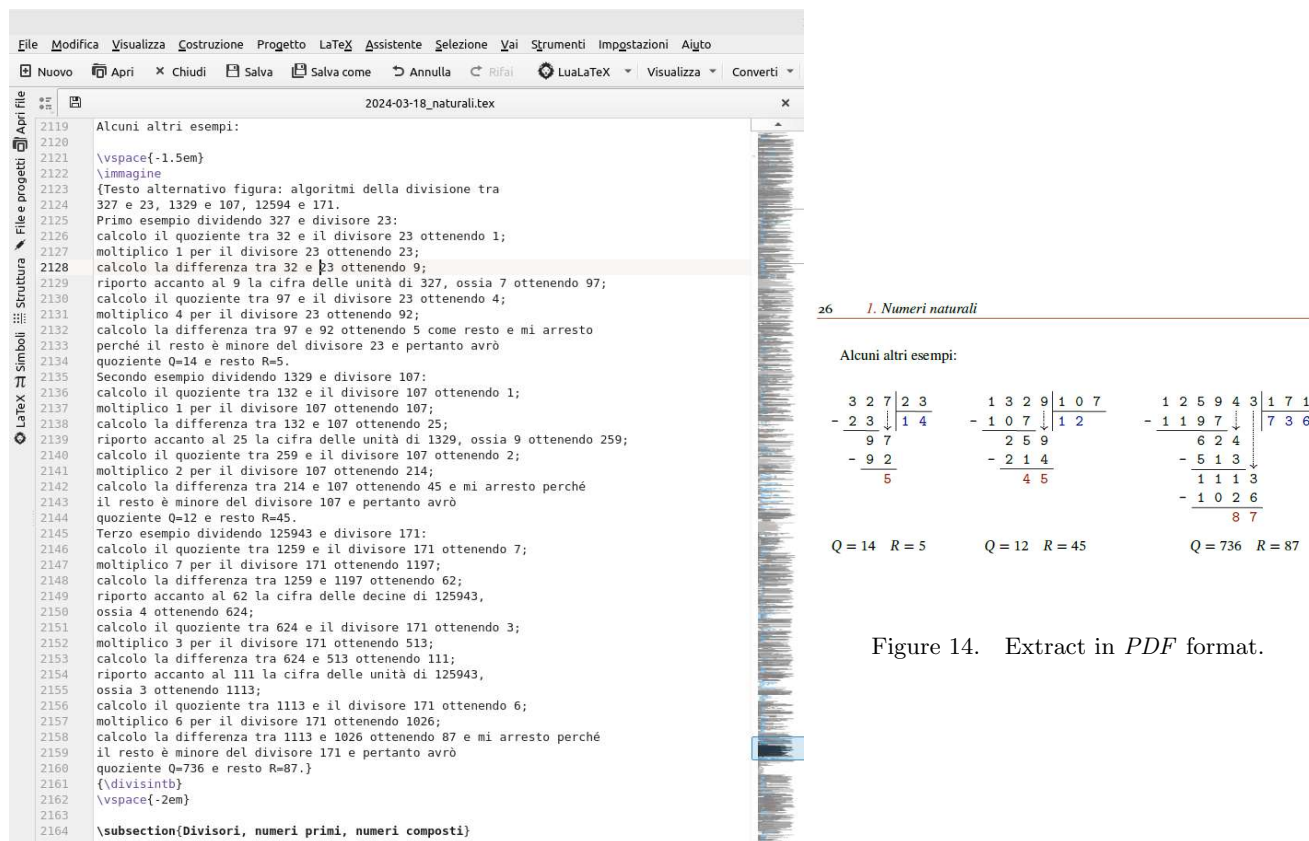 File Modifica Visualizza Costruzione Progetto LaTeX Assistente Selezione Vai Strumenti Impostazioni Aiuto
Nuovo Apri Chiudi Salva Salva come Annulla Rifai LuaLaTeX Visualizza Converti
2024-03-18_naturali.tex
LaTeX Simboli Struttura File e progetti Apri file
2119 Alcuni altri esempi:
2120
2121 \vspace{-1.5em}
2122 \immagine
2123 {Testo alternativo figura: algoritmi della divisione tra
2124 327 e 23, 1329 e 107, 12594 e 171.
2125 Primo esempio dividendo 327 e divisore 23:
2126 calcolo il quoziente tra 32 e il divisore 23 ottenendo 1;
2127 moltiplico 1 per il divisore 23 ottenendo 23;
2128 calcolo la differenza tra 32 e 23 ottenendo 9;
2129 riporto accanto al 9 la cifra delle unità di 327, ossia 7 ottenendo 97;
2130 calcolo il quoziente tra 97 e il divisore 23 ottenendo 4;
2131 moltiplico 4 per il divisore 23 ottenendo 92;
2132 calcolo la differenza tra 97 e 92 ottenendo 5 come resto e mi arresto
2133 perché il resto è minore del divisore 23 e pertanto avrò
2134 quoziente Q=14 e resto R=5.
2135 Secondo esempio dividendo 1329 e divisore 107:
2136 calcolo il quoziente tra 132 e il divisore 107 ottenendo 1;
2137 moltiplico 1 per il divisore 107 ottenendo 107;
2138 calcolo la differenza tra 132 e 107 ottenendo 25;
2139 riporto accanto al 25 la cifra delle unità di 1329, ossia 9 ottenendo 259;
2140 calcolo il quoziente tra 259 e il divisore 107 ottenendo 2;
2141 moltiplico 2 per il divisore 107 ottenendo 214;
2142 calcolo la differenza tra 214 e 107 ottenendo 45 e mi arresto perché
2143 il resto è minore del divisore 107 e pertanto avrò
2144 quoziente Q=12 e resto R=45.
2145 Terzo esempio dividendo 125943 e divisore 171:
2146 calcolo il quoziente tra 1259 e il divisore 171 ottenendo 7;
2147 moltiplico 7 per il divisore 171 ottenendo 1197;
2148 calcolo la differenza tra 1259 e 1197 ottenendo 62;
2149 riporto accanto al 62 la cifra delle decine di 125943,
2150 ossia 4 ottenendo 624;
2151 calcolo il quoziente tra 624 e il divisore 171 ottenendo 3;
2152 moltiplico 3 per il divisore 171 ottenendo 513;
2153 calcolo la differenza tra 624 e 513 ottenendo 111;
2154 riporto accanto al 111 la cifra delle unità di 125943,
2155 ossia 3 ottenendo 1113;
2156 calcolo il quoziente tra 1113 e il divisore 171 ottenendo 6;
2157 moltiplico 6 per il divisore 171 ottenendo 1026;
2158 calcolo la differenza tra 1113 e 1026 ottenendo 87 e mi arresto perché
2159 il resto è minore del divisore 171 e pertanto avrò
2160 quoziente Q=736 e resto R=87.}
2161 {\divisintb}
2162 \vspace{-2em}
2163
2164 \subsection{Divisori, numeri primi, numeri composti}
26 1. Numeri naturali
Alcuni altri esempi:
3 2 7 2 3
- 2 3 1 4
9 7
- 9 2
5
Q = 14 R = 5
1 3 2 9 1 0 7
- 1 0 7 1 2
2 5 9
- 2 1 4
4 5
Q = 12 R = 45
1 2 5 9 4 3 1 7 1
- 1 1 9 7 7 3 6
6 2 4
- 5 1 3
1 1 1 3
- 1 0 2 6
8 7
Q = 736 R = 87
Figure 14. Extract in PDF format.